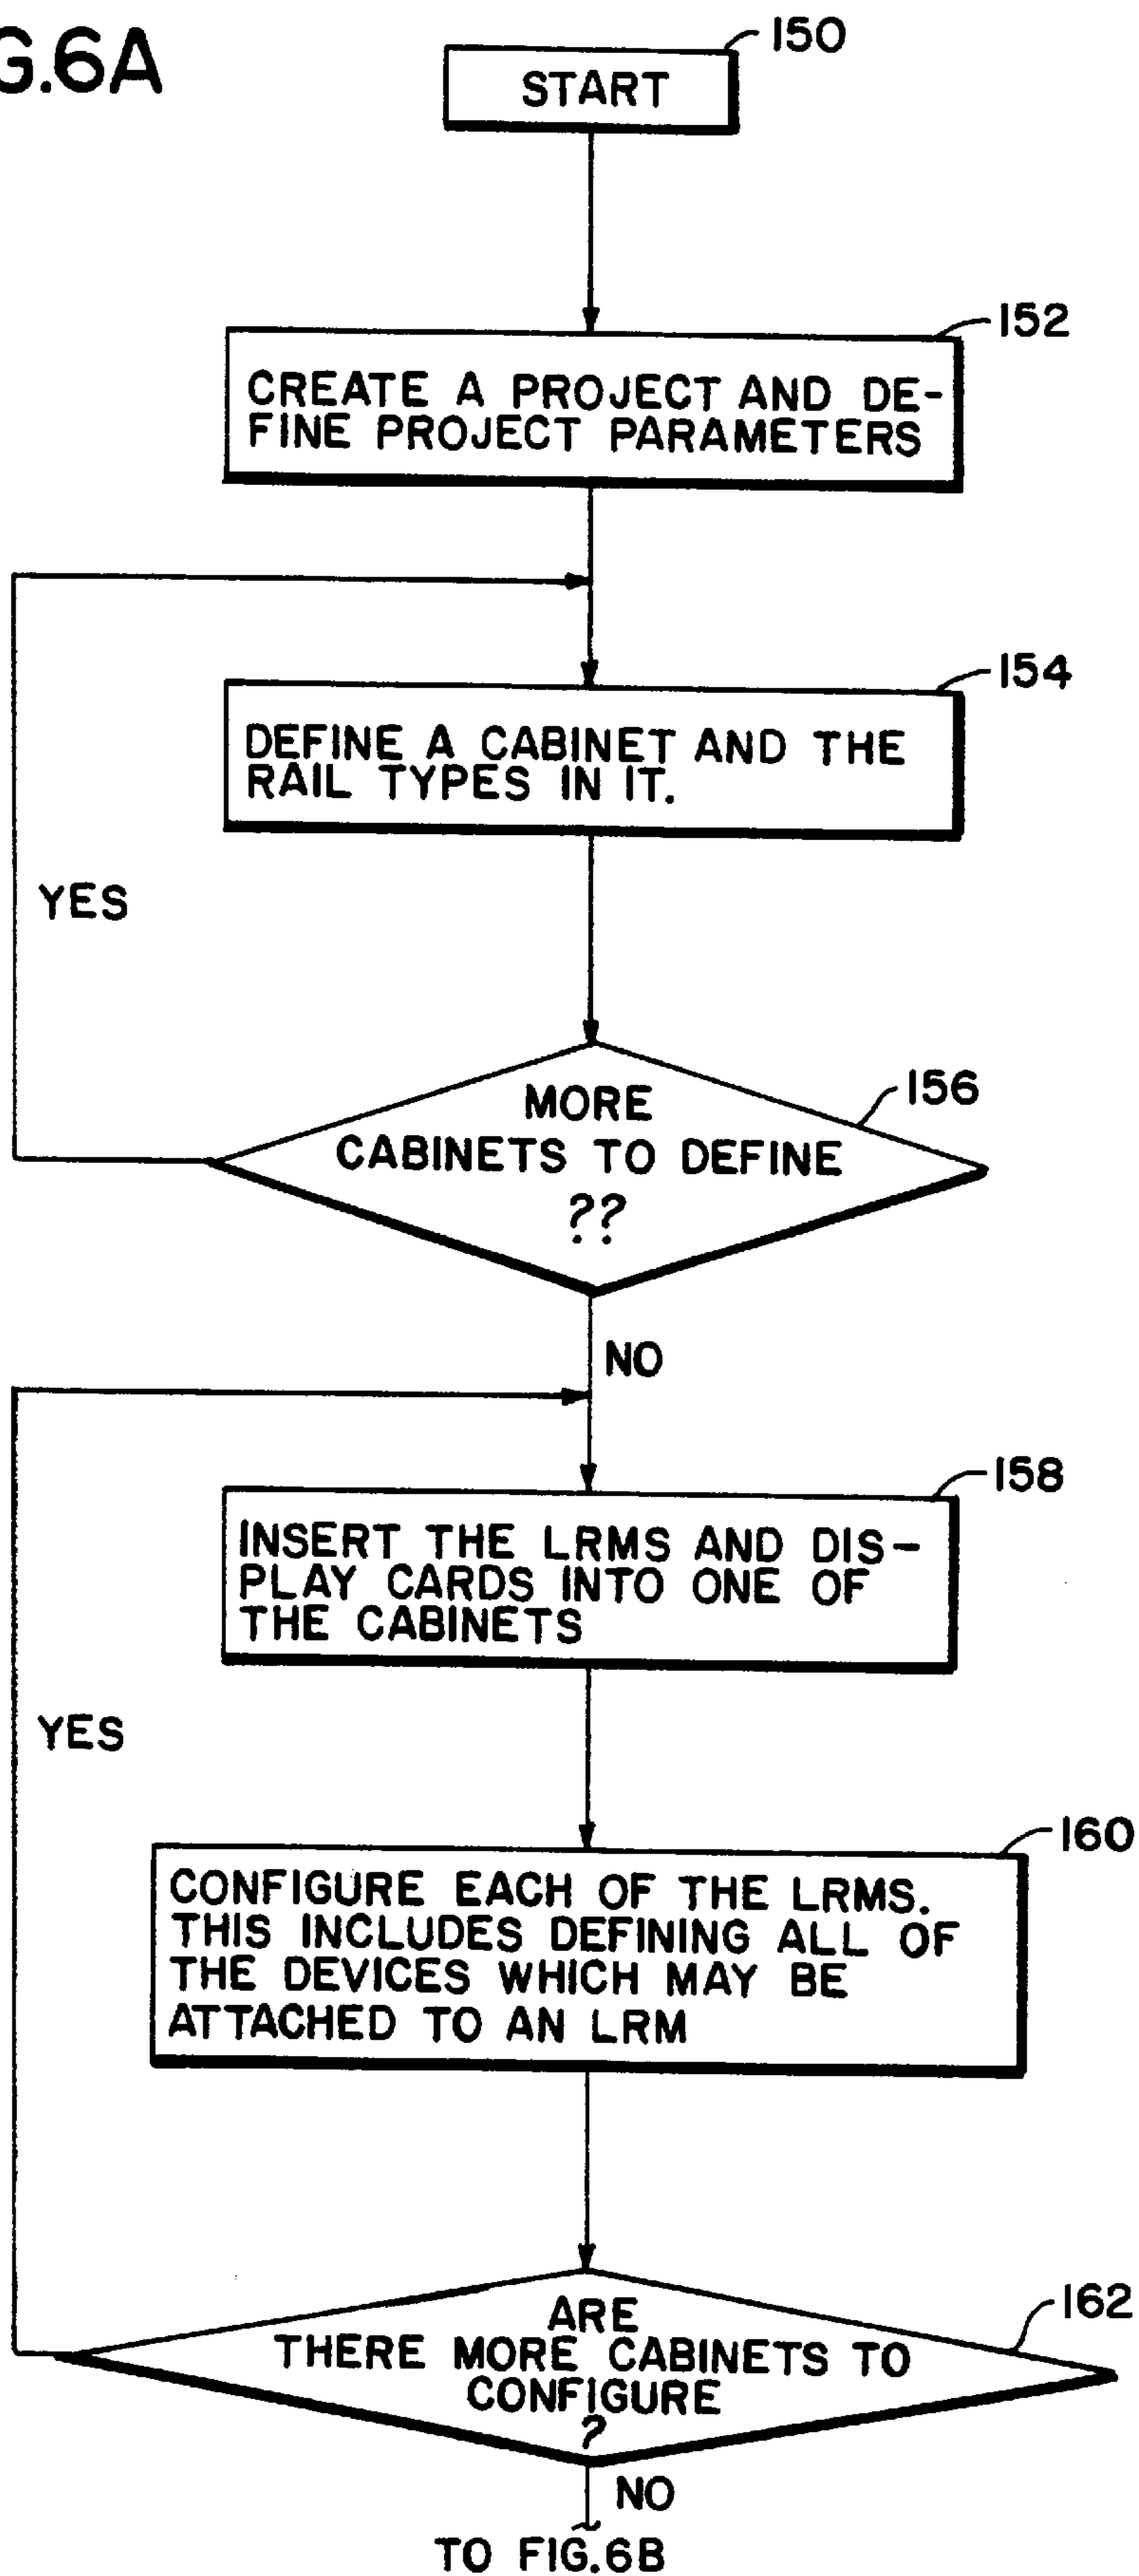 G.6A
150
START
152
CREATE A PROJECT AND DE-
FINE PROJECT PARAMETERS
154
DEFINE A CABINET AND THE
RAIL TYPES IN IT.
YES
156
MORE
CABINETS TO DEFINE
??
NO
158
INSERT THE LRMS AND DIS-
PLAY CARDS INTO ONE OF
THE CABINETS
YES
160
CONFIGURE EACH OF THE LRMS.
THIS INCLUDES DEFINING ALL OF
THE DEVICES WHICH MAY BE
ATTACHED TO AN LRM
162
ARE
THERE MORE CABINETS TO
CONFIGURE
?
NO
TO FIG.6B